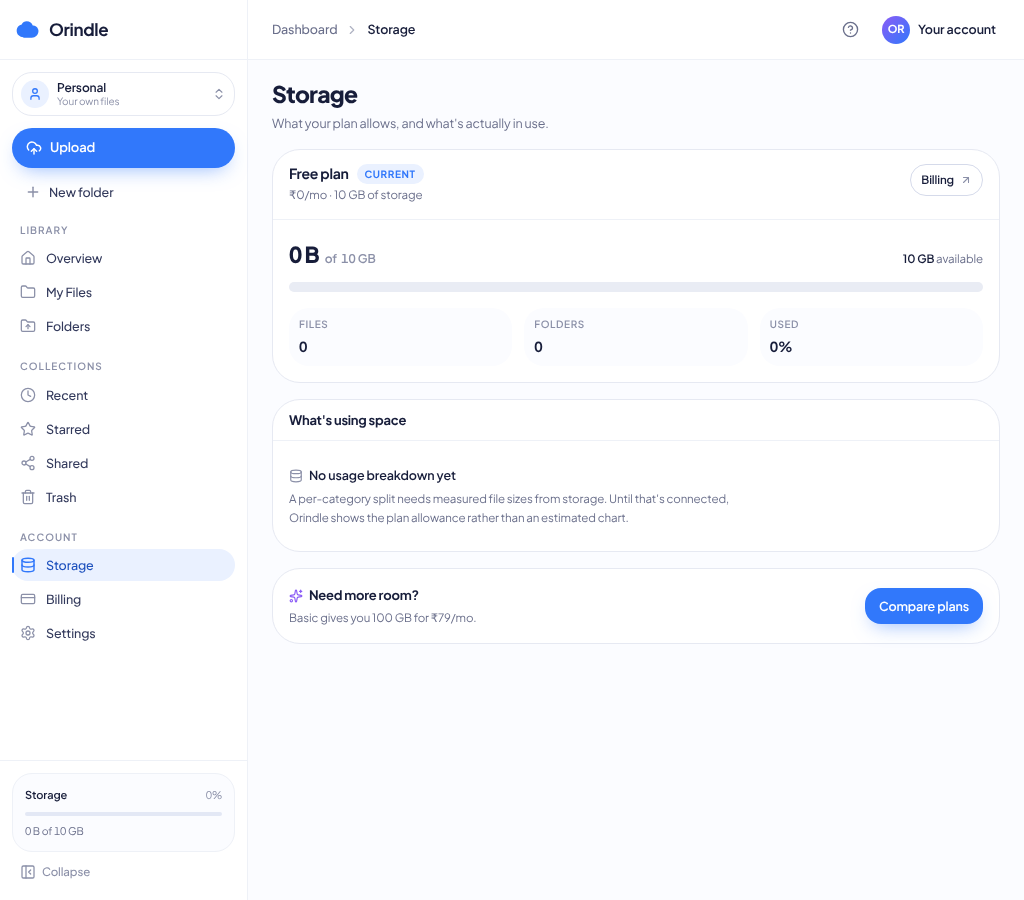 Orindle
Dashboard
Storage
OR
Your account
Personal
Your own files
Upload
New folder
LIBRARY
Overview
My Files
Folders
COLLECTIONS
Recent
Starred
Shared
Trash
ACCOUNT
Storage
Billing
Settings
Storage
0%
0 B of 10 GB
Collapse
Storage
What your plan allows, and what's actually in use.
Free plan CURRENT
₹0/mo · 10 GB of storage
Billing
0 B of 10 GB
10 GB available
FILES
0
FOLDERS
0
USED
0%
What's using space
No usage breakdown yet
A per-category split needs measured file sizes from storage. Until that's connected,
Orindle shows the plan allowance rather than an estimated chart.
Need more room?
Basic gives you 100 GB for ₹79/mo.
Compare plans